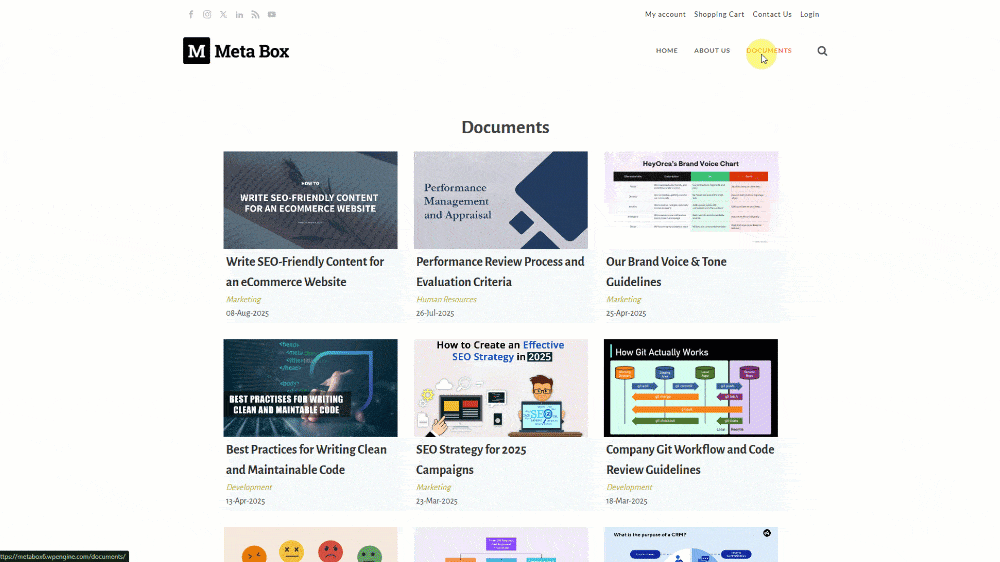 My account Shopping Cart Contact Us Login
M Meta Box
HOME ABOUT US DOCUMENTS
Documents
HOW TO
WRITE SEO-FRIENDLY CONTENT
FOR AN ECOMMERCE WEBSITE
Write SEO-Friendly Content for
an eCommerce Website
Marketing
08-Aug-2025
Performance
Management
and Appraisal
Performance Review Process and
Evaluation Criteria
Human Resources
26-Jul-2025
HeyOrca's Brand Voice Chart
Our Brand Voice & Tone
Guidelines
Marketing
25-Apr-2025
BEST PRACTISES FOR WRITING
CLEAN AND MAINTABLE CODE
Best Practices for Writing Clean
and Maintainable Code
Development
13-Apr-2025
How to Create an Effective
SEO Strategy in 2025
SEO
SEO Strategy for 2025
Campaigns
Marketing
23-Mar-2025
How Git Actually Works
Company Git Workflow and Code
Review Guidelines
Development
18-Mar-2025
What is the purpose of a CRM?
ttps://metabox6.wpengine.com/documents/